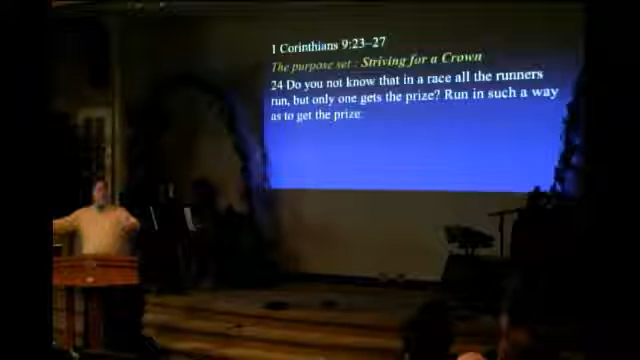 1 Corinthians 9:23–27
The purpose set : Striving for a Crown
24 Do you not know that in a race all the runners
run, but only one gets the prize? Run in such a way
as to get the prize.